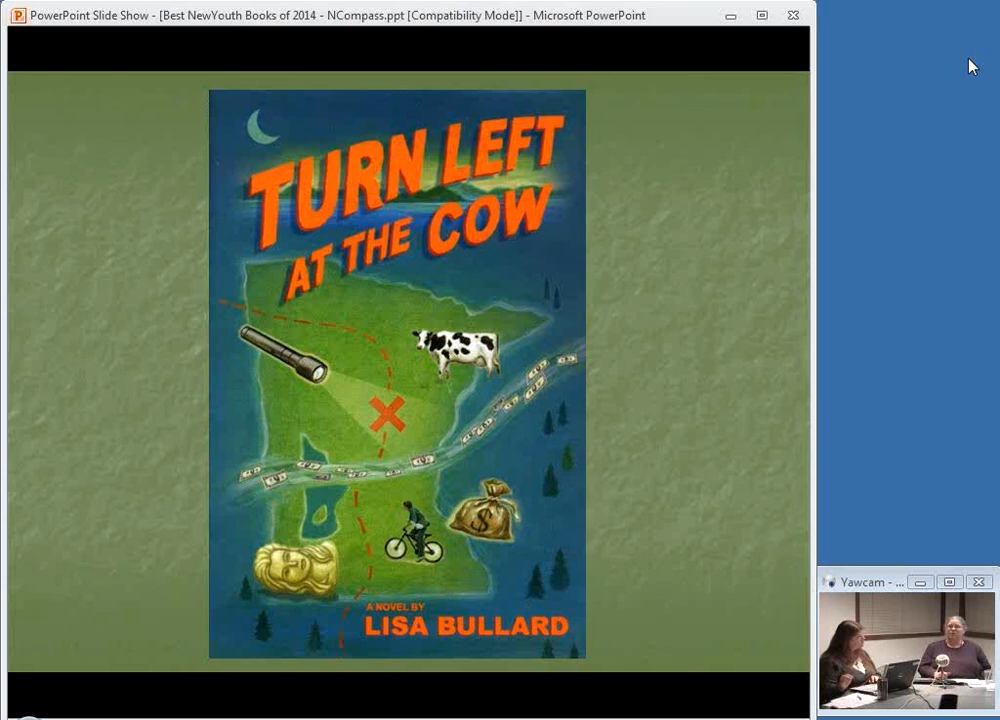 PowerPoint Slide Show - [Best NewYouth Books of 2014 - NCompass.ppt [Compatibility Mode]] - Microsoft PowerPoint
TURN LEFT
AT THE COW
$
A NOVEL BY
LISA BULLARD
Yawcam - ...